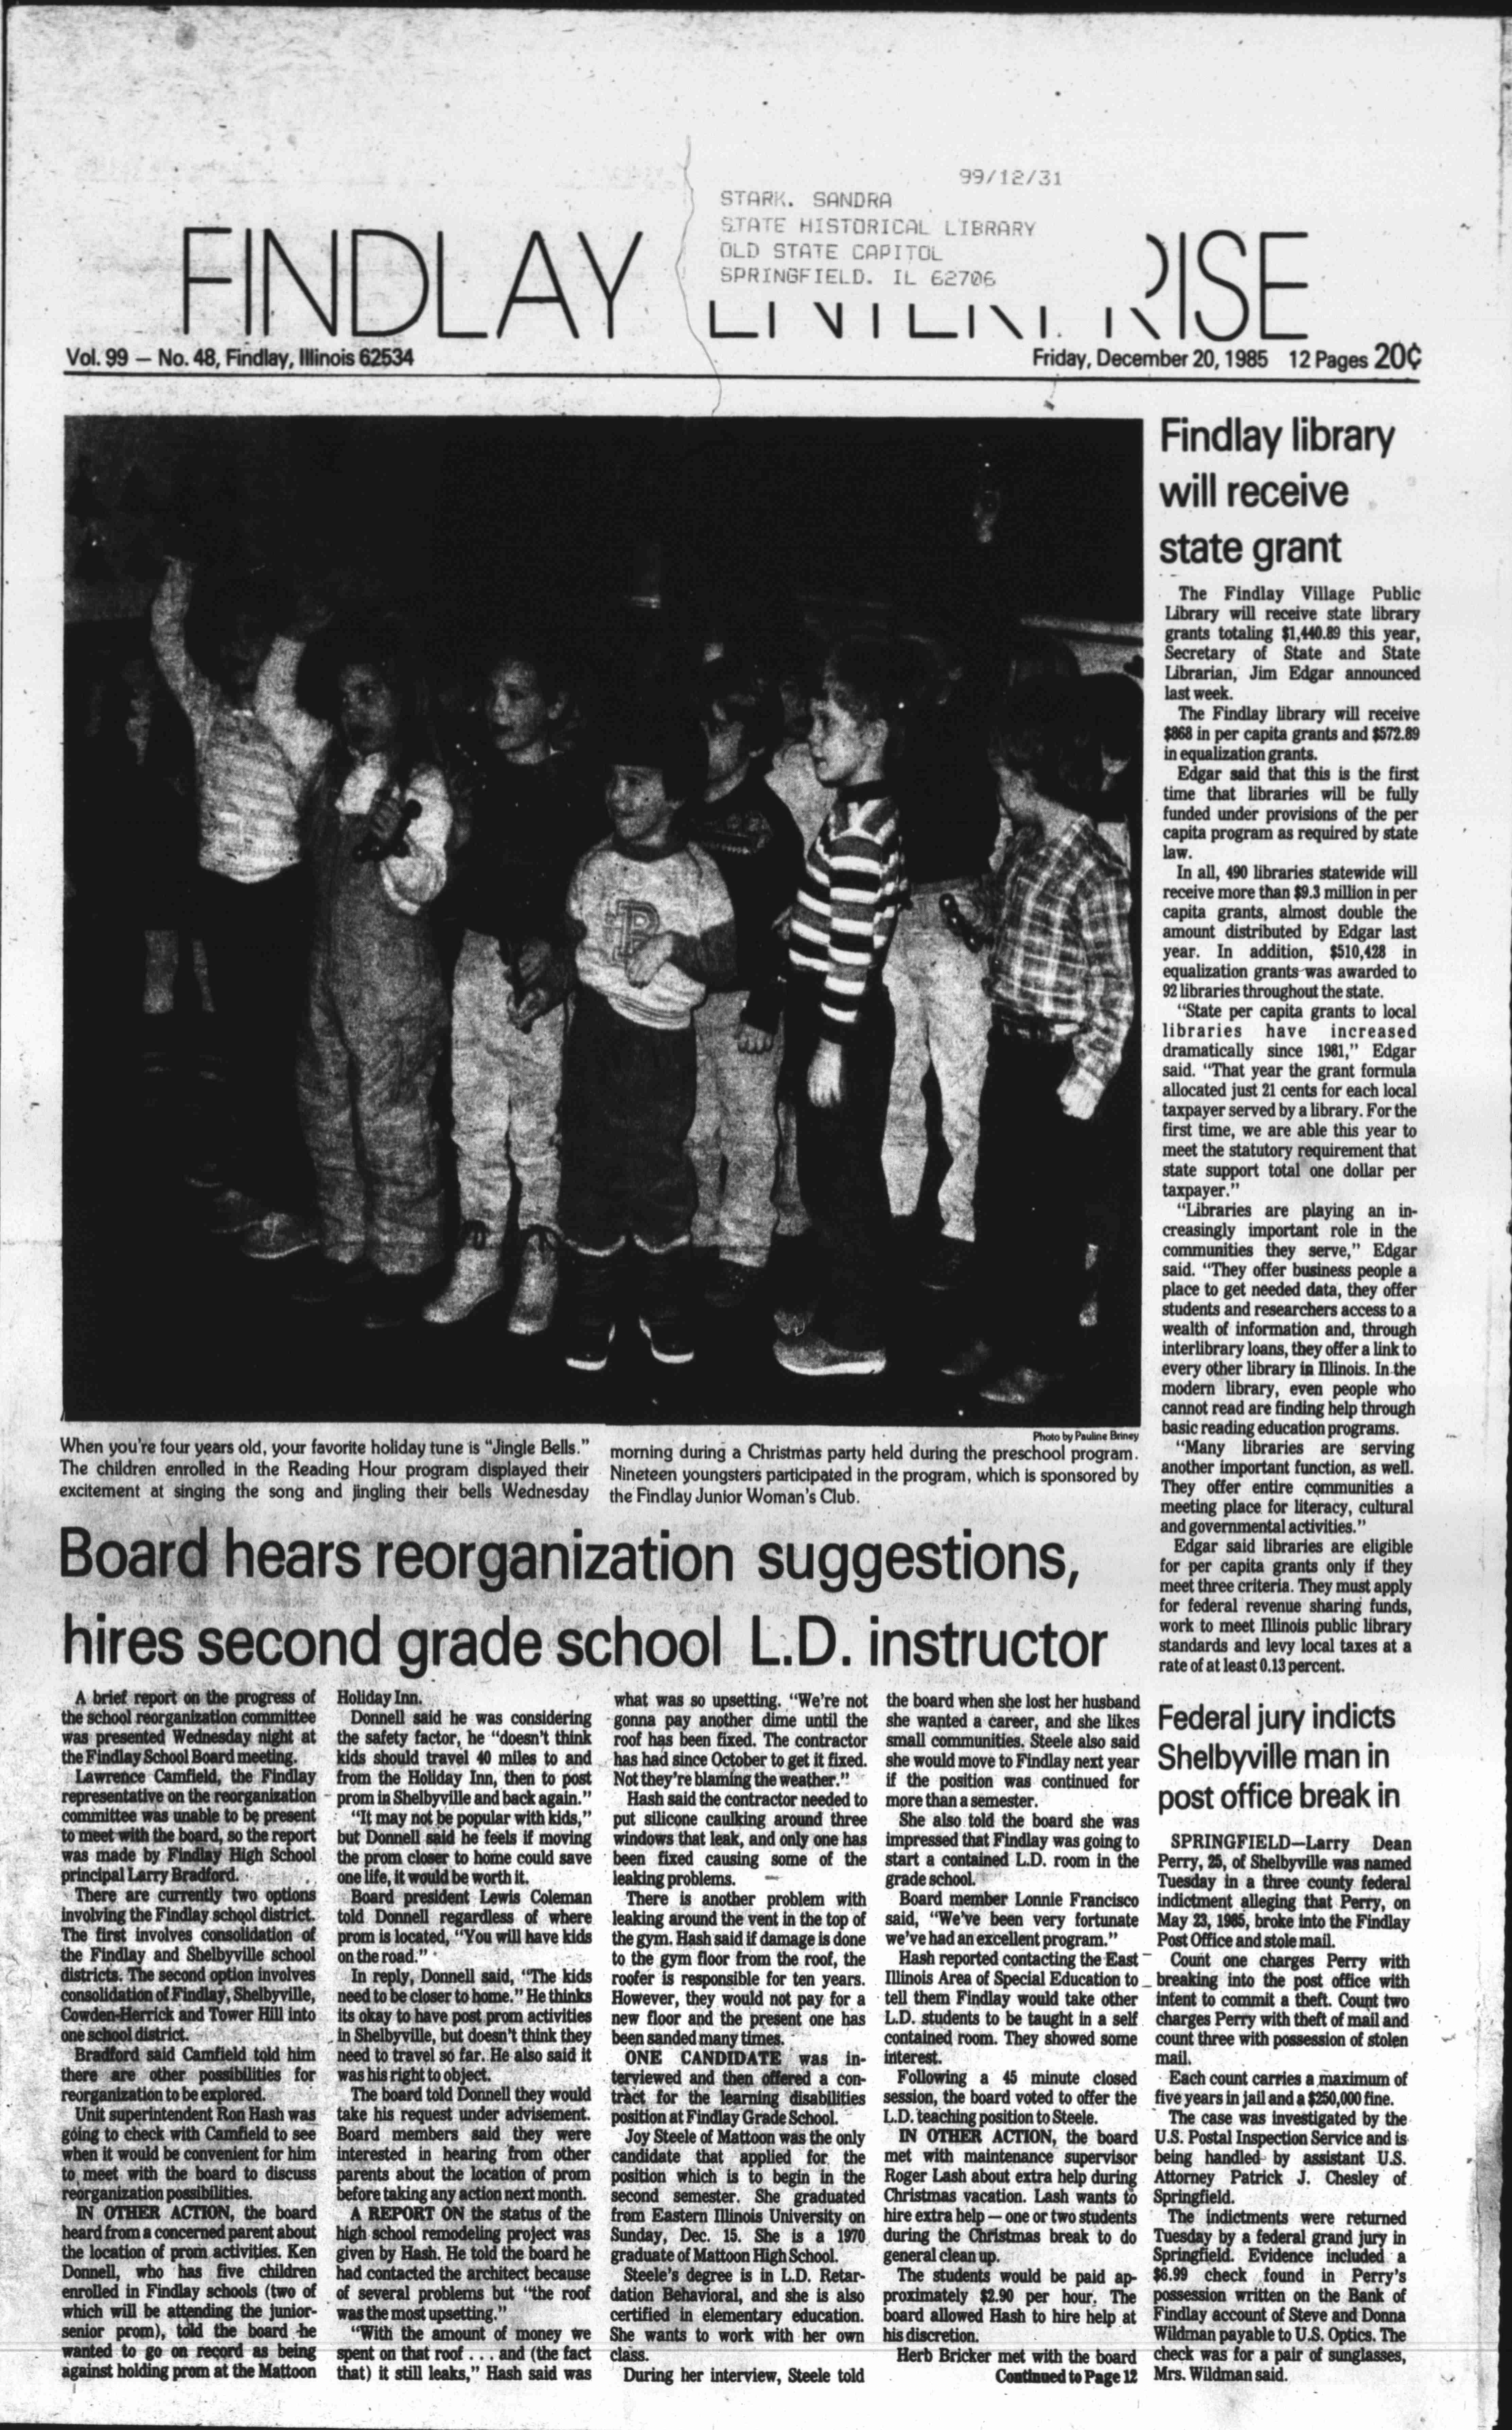 99/12/31
STARK. SANDRA
STATE HISTORICAL LIBRARY
OLD STATE CAPITOL
SPRINGFIELD. IL 62706
FINDLAY ENTERPRISE
Vol. 99 — No. 48, Findlay, Illinois 62534
Friday, December 20, 1985 12 Pages 20¢
Photo by Pauline Briney
When you're four years old, your favorite holiday tune is "Jingle Bells."
The children enrolled in the Reading Hour program displayed their
excitement at singing the song and jingling their bells Wednesday
morning during a Christmas party held during the preschool program.
Nineteen youngsters participated in the program, which is sponsored by
the Findlay Junior Woman's Club.
Findlay library
will receive
state grant
The Findlay Village Public
Library will receive state library
grants totaling $1,440.89 this year,
Secretary of State and State
Librarian, Jim Edgar announced
last week.
The Findlay library will receive
$868 in per capita grants and $572.89
in equalization grants.
Edgar said that this is the first
time that libraries will be fully
funded under provisions of the per
capita program as required by state
law.
In all, 490 libraries statewide will
receive more than $9.3 million in per
capita grants, almost double the
amount distributed by Edgar last
year. In addition, $510,428 in
equalization grants was awarded to
92 libraries throughout the state.
"State per capita grants to local
libraries have increased
dramatically since 1981," Edgar
said. "That year the grant formula
allocated just 21 cents for each local
taxpayer served by a library. For the
first time, we are able this year to
meet the statutory requirement that
state support total one dollar per
taxpayer."
"Libraries are playing an in-
creasingly important role in the
communities they serve," Edgar
said. "They offer business people a
place to get needed data, they offer
students and researchers access to a
wealth of information and, through
interlibrary loans, they offer a link to
every other library in Illinois. In the
modern library, even people who
cannot read are finding help through
basic reading education programs.
"Many libraries are serving
another important function, as well.
They offer entire communities a
meeting place for literacy, cultural
and governmental activities."
Edgar said libraries are eligible
for per capita grants only if they
meet three criteria. They must apply
for federal revenue sharing funds,
work to meet Illinois public library
standards and levy local taxes at a
rate of at least 0.13 percent.
Board hears reorganization suggestions,
hires second grade school L.D. instructor
A brief report on the progress of
the school reorganization committee
was presented Wednesday night at
the Findlay School Board meeting.
Lawrence Camfield, the Findlay
representative on the reorganization
committee was unable to be present
to meet with the board, so the report
was made by Findlay High School
principal Larry Bradford.
There are currently two options
involving the Findlay school district.
The first involves consolidation of
the Findlay and Shelbyville school
districts. The second option involves
consolidation of Findlay, Shelbyville,
Cowden-Herrick and Tower Hill into
one school district.
Bradford said Camfield told him
there are other possibilities for
reorganization to be explored.
Unit superintendent Ron Hash was
going to check with Camfield to see
when it would be convenient for him
to meet with the board to discuss
reorganization possibilities.
IN OTHER ACTION, the board
heard from a concerned parent about
the location of prom activities. Ken
Donnell, who has five children
enrolled in Findlay schools (two of
which will be attending the junior-
senior prom), told the board he
wanted to go on record as being
against holding prom at the Mattoon
Holiday Inn.
Donnell said he was considering
the safety factor, he "doesn't think
kids should travel 40 miles to and
from the Holiday Inn, then to post
prom in Shelbyville and back again."
"It may not be popular with kids,"
but Donnell said he feels if moving
the prom closer to home could save
one life, it would be worth it.
Board president Lewis Coleman
told Donnell regardless of where
prom is located, "You will have kids
on the road."
In reply, Donnell said, "The kids
need to be closer to home." He thinks
its okay to have post prom activities
in Shelbyville, but doesn't think they
need to travel so far. He also said it
was his right to object.
The board told Donnell they would
take his request under advisement.
Board members said they were
interested in hearing from other
parents about the location of prom
before taking any action next month.
A REPORT ON the status of the
high school remodeling project was
given by Hash. He told the board he
had contacted the architect because
of several problems but "the roof
was the most upsetting."
"With the amount of money we
spent on that roof . . . and (the fact
that) it still leaks," Hash said was
what was so upsetting. "We're not
gonna pay another dime until the
roof has been fixed. The contractor
has had since October to get it fixed.
Not they're blaming the weather."
Hash said the contractor needed to
put silicone caulking around three
windows that leak, and only one has
been fixed causing some of the
leaking problems.
There is another problem with
leaking around the vent in the top of
the gym. Hash said if damage is done
to the gym floor from the roof, the
roofer is responsible for ten years.
However, they would not pay for a
new floor and the present one has
been sanded many times.
ONE CANDIDATE was in-
terviewed and then offered a con-
tract for the learning disabilities
position at Findlay Grade School.
Joy Steele of Mattoon was the only
candidate that applied for the
position which is to begin in the
second semester. She graduated
from Eastern Illinois University on
Sunday, Dec. 15. She is a 1970
graduate of Mattoon High School.
Steele's degree is in L.D. Retar-
dation Behavioral, and she is also
certified in elementary education.
She wants to work with her own
class.
During her interview, Steele told
the board when she lost her husband
she wanted a career, and she likes
small communities. Steele also said
she would move to Findlay next year
if the position was continued for
more than a semester.
She also told the board she was
impressed that Findlay was going to
start a contained L.D. room in the
grade school.
Board member Lonnie Francisco
said, "We've been very fortunate
we've had an excellent program."
Hash reported contacting the East
Illinois Area of Special Education to
tell them Findlay would take other
L.D. students to be taught in a self
contained room. They showed some
interest.
Following a 45 minute closed
session, the board voted to offer the
L.D. teaching position to Steele.
IN OTHER ACTION, the board
met with maintenance supervisor
Roger Lash about extra help during
Christmas vacation. Lash wants to
hire extra help — one or two students
during the Christmas break to do
general clean up.
The students would be paid ap-
proximately $2.90 per hour. The
board allowed Hash to hire help at
his discretion.
Herb Bricker met with the board
Continued to Page 12
Federal jury indicts
Shelbyville man in
post office break in
SPRINGFIELD—Larry Dean
Perry, 25, of Shelbyville was named
Tuesday in a three county federal
indictment alleging that Perry, on
May 23, 1985, broke into the Findlay
Post Office and stole mail.
Count one charges Perry with
breaking into the post office with
intent to commit a theft. Count two
charges Perry with theft of mail and
count three with possession of stolen
mail.
Each count carries a maximum of
five years in jail and a $250,000 fine.
The case was investigated by the
U.S. Postal Inspection Service and is
being handled by assistant U.S.
Attorney Patrick J. Chesley of
Springfield.
The indictments were returned
Tuesday by a federal grand jury in
Springfield. Evidence included a
$6.99 check found in Perry's
possession written on the Bank of
Findlay account of Steve and Donna
Wildman payable to U.S. Optics. The
check was for a pair of sunglasses,
Mrs. Wildman said.